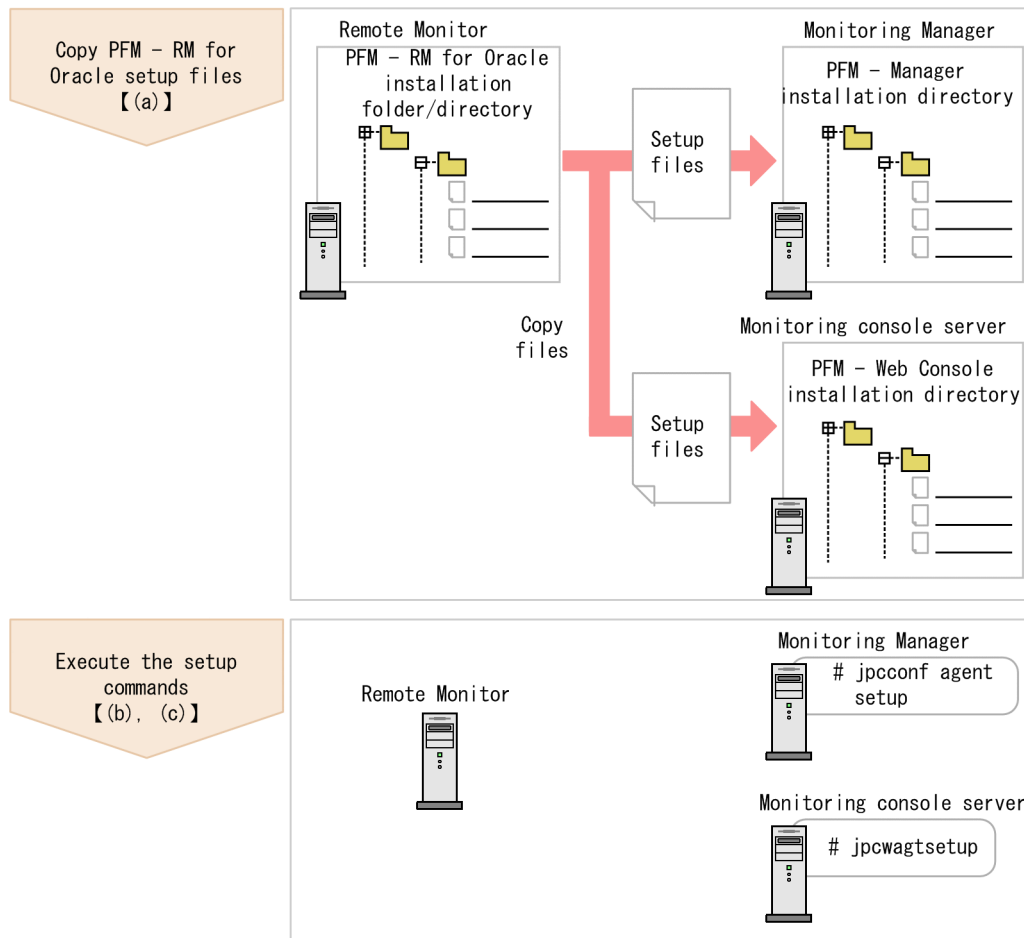 Copy PFM - RM for
Oracle setup files
【(a)】
Remote Monitor
PFM - RM for Oracle
installation
folder/directory
Setup
files
Monitoring Manager
PFM - Manager
installation directory
Copy
files
Monitoring console server
Setup
files
PFM - Web Console
installation directory
Execute the setup
commands
【(b), (c)】
Remote Monitor
Monitoring Manager
# jpcconf agent
setup
Monitoring console server
# jpcwagtsetup